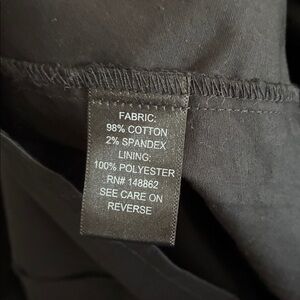 FABRIC:
98% COTTON
2% SPANDEX
LINING:
100% POLYESTER
RN# 148862
SEE CARE ON
REVERSE